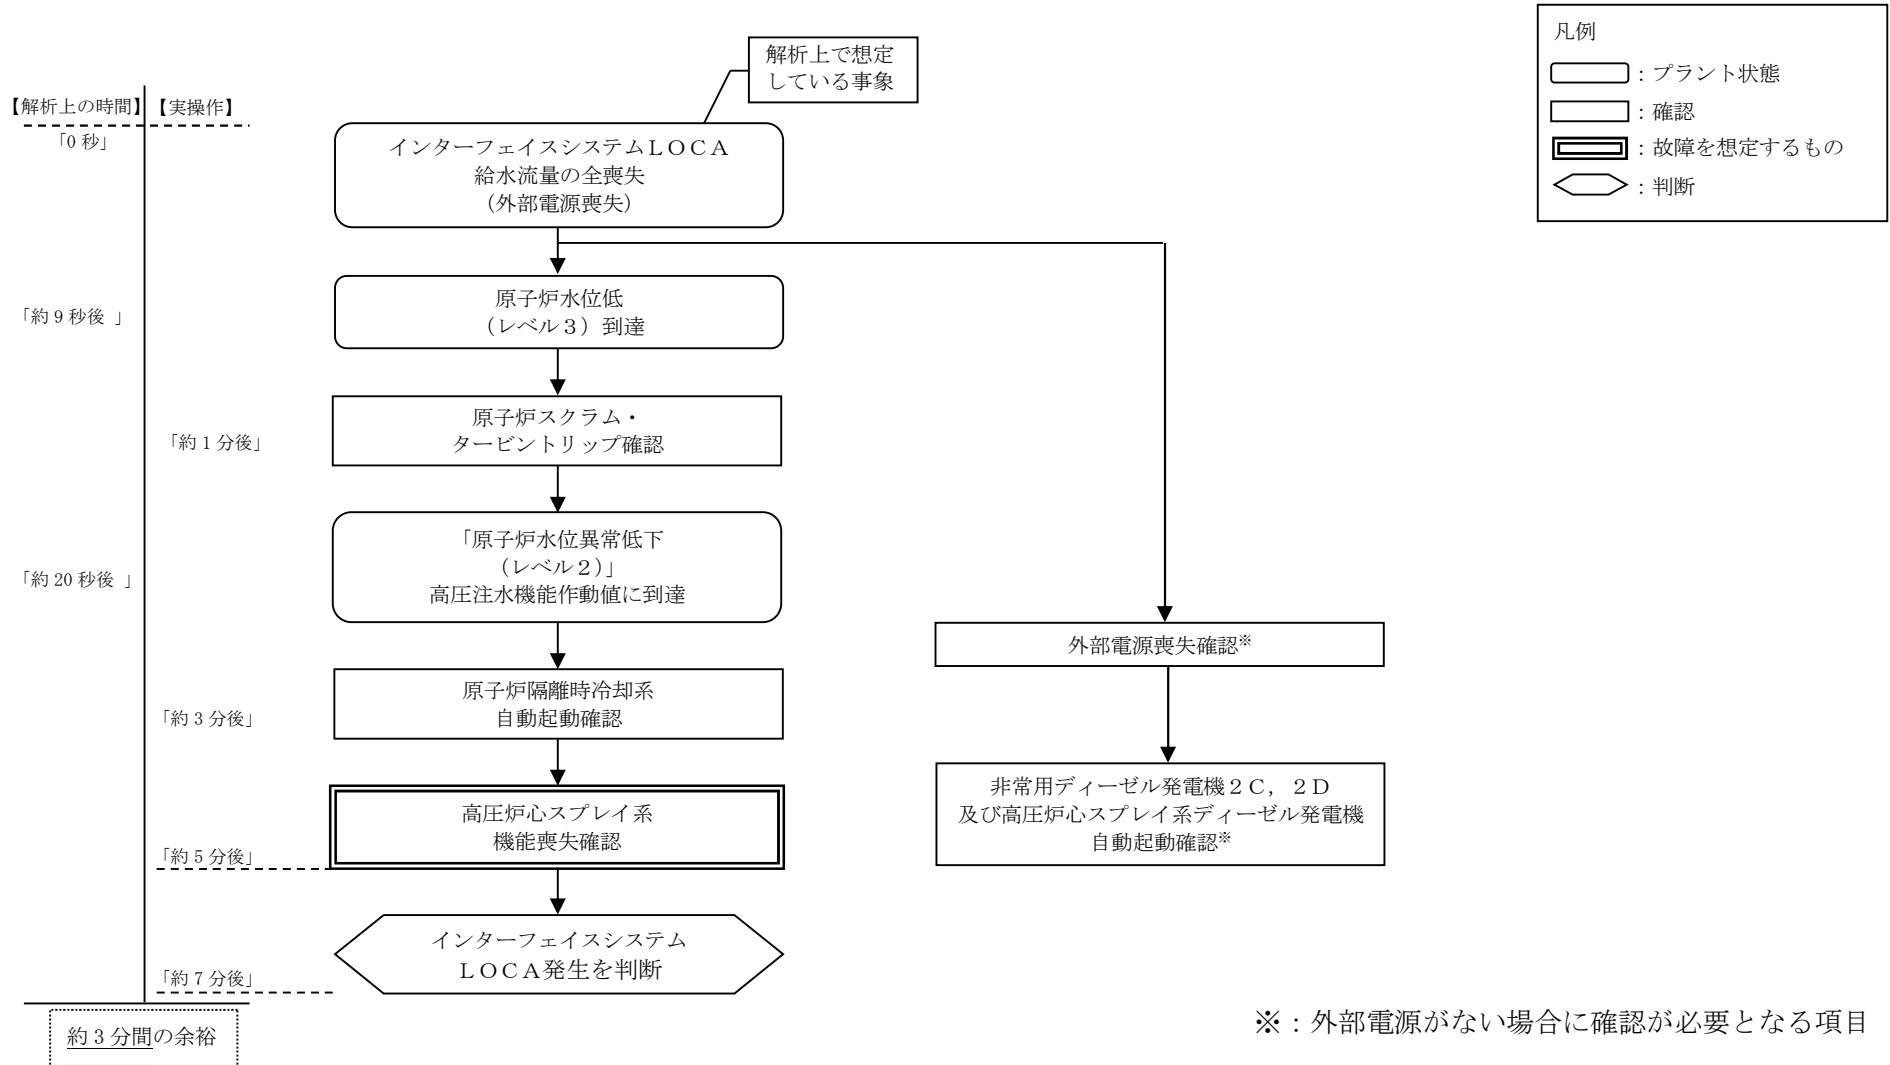 凡例
：プラント状態
：確認
：故障を想定するもの
：判断
解析上で想定
している事象
【解析上の時間】
【実操作】
「0 秒」
インターフェイスシステムＬＯＣＡ
給水流量の全喪失
（外部電源喪失）
「約 9 秒後 」
原子炉水位低
（レベル３）到達
「約 1 分後」
原子炉スクラム・
タービントリップ確認
「約 20 秒後 」
「原子炉水位異常低下
（レベル２）」
高圧注水機能作動値に到達
外部電源喪失確認※
「約 3 分後」
原子炉隔離時冷却系
自動起動確認
「約 5 分後」
高圧炉心スプレイ系
機能喪失確認
非常用ディーゼル発電機２Ｃ，２Ｄ
及び高圧炉心スプレイ系ディーゼル発電機
自動起動確認※
「約 7 分後」
インターフェイスシステム
ＬＯＣＡ発生を判断
約 3 分間の余裕
※：外部電源がない場合に確認が必要となる項目